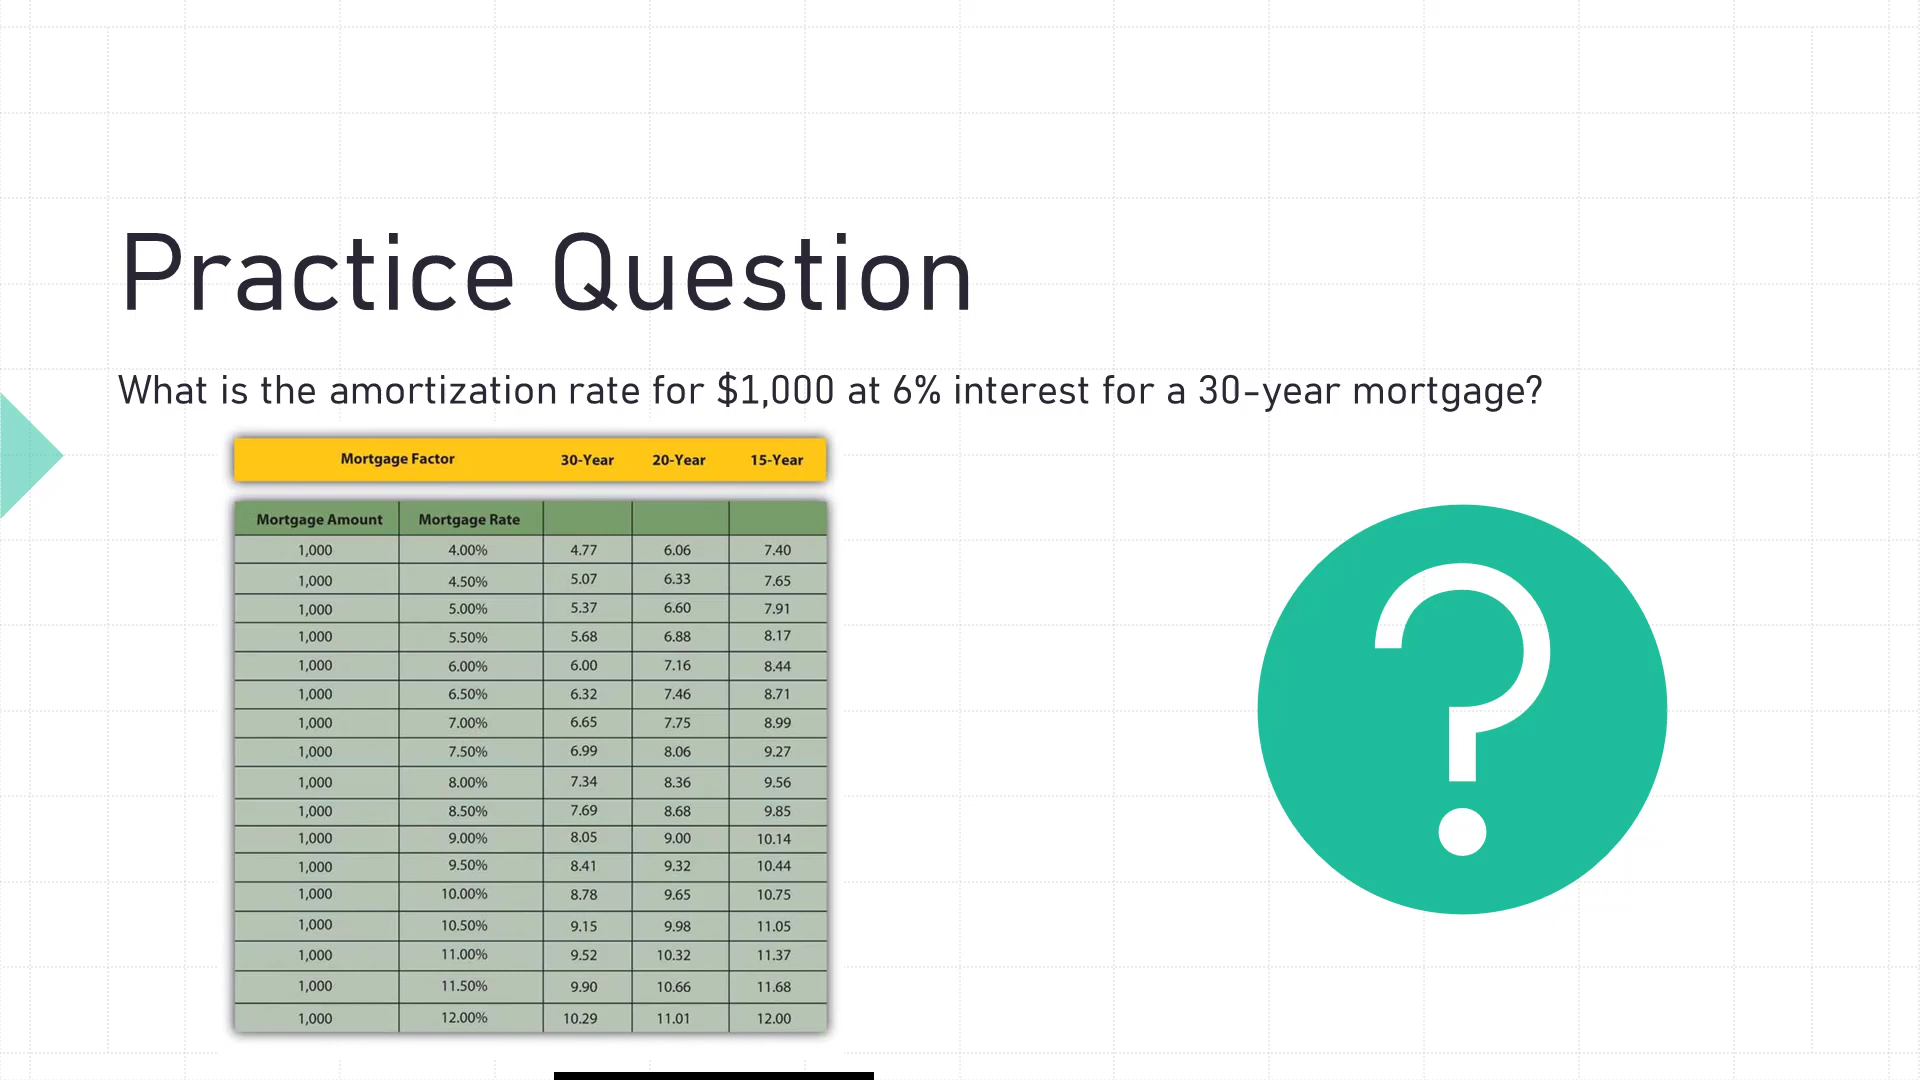 Practice Question
What is the amortization rate for $1,000 at 6% interest for a 30-year mortgage?
Mortgage Factor 30-Year 20-Year 15-Year
Mortgage Amount Mortgage Rate
1,000 4.00% 4.77 6.06 7.40
1,000 4.50% 5.07 6.33 7.65
1,000 5.00% 5.37 6.60 7.91
1,000 5.50% 5.68 6.88 8.17
1,000 6.00% 6.00 7.16 8.44
1,000 6.50% 6.32 7.46 8.71
1,000 7.00% 6.65 7.75 8.99
1,000 7.50% 6.99 8.06 9.27
1,000 8.00% 7.34 8.36 9.56
1,000 8.50% 7.69 8.68 9.85
1,000 9.00% 8.05 9.00 10.14
1,000 9.50% 8.41 9.32 10.44
1,000 10.00% 8.78 9.65 10.75
1,000 10.50% 9.15 9.98 11.05
1,000 11.00% 9.52 10.32 11.37
1,000 11.50% 9.90 10.66 11.68
1,000 12.00% 10.29 11.01 12.00
?